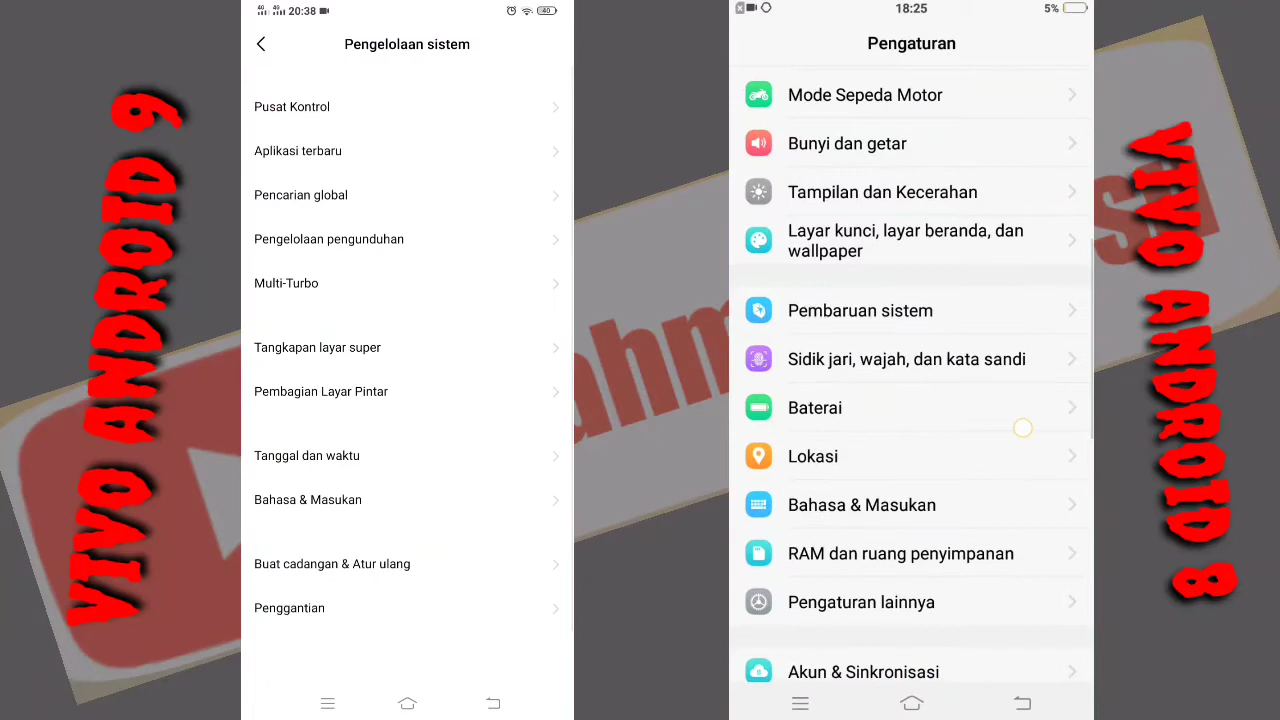 VIVO ANDROID 9
20:38
40
Pengelolaan sistem
Pusat Kontrol
Aplikasi terbaru
Pencarian global
Pengelolaan pengunduhan
Multi-Turbo
Tangkapan layar super
Pembagian Layar Pintar
Tanggal dan waktu
Bahasa & Masukan
Buat cadangan & Atur ulang
Penggantian
18:25
5%
Pengaturan
Mode Sepeda Motor
Bunyi dan getar
Tampilan dan Kecerahan
Layar kunci, layar beranda, dan
wallpaper
Pembaruan sistem
Sidik jari, wajah, dan kata sandi
Baterai
Lokasi
Bahasa & Masukan
RAM dan ruang penyimpanan
Pengaturan lainnya
Akun & Sinkronisasi
VIVO ANDROID 8